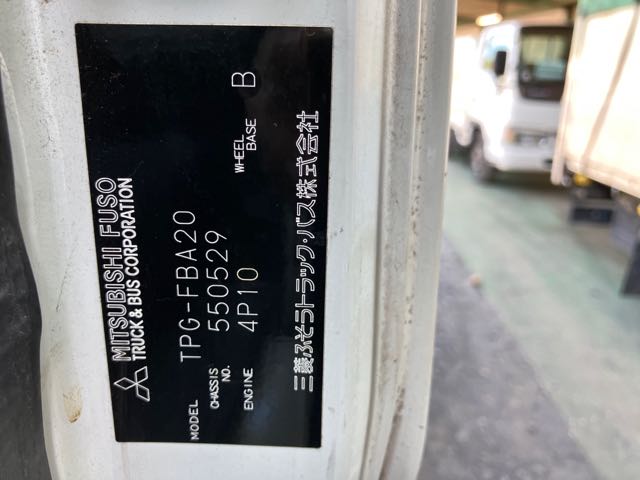 MITSUBISHI FUSO
TRUCK & BUS CORPORATION
MODEL TPG-FBA20
CHASSIS NO. 550529
ENGINE 4P10 WHEEL BASE B
三菱ふそうトラック・バス株式会社